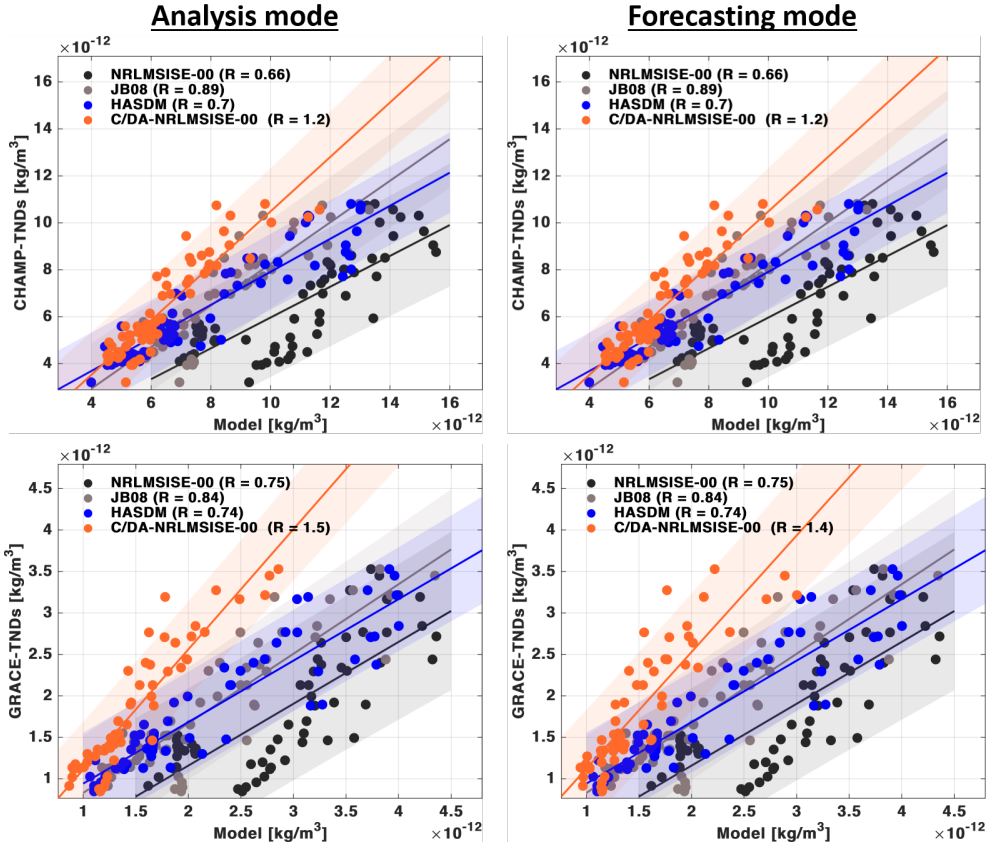 Analysis mode
Forecasting mode
×10⁻¹²
16
14
12
10
8
6
4
CHAMP-TNDs [kg/m³]
NRLMSISE-00 (R = 0.66)
JB08 (R = 0.89)
HASDM (R = 0.7)
C/DA-NRLMSISE-00 (R = 1.2)
4 6 8 10 12 14 16
Model [kg/m³]
×10⁻¹²
×10⁻¹²
16
14
12
10
8
6
4
CHAMP-TNDs [kg/m³]
NRLMSISE-00 (R = 0.66)
JB08 (R = 0.89)
HASDM (R = 0.7)
C/DA-NRLMSISE-00 (R = 1.2)
4 6 8 10 12 14 16
Model [kg/m³]
×10⁻¹²
×10⁻¹²
4.5
4
3.5
3
2.5
2
1.5
1
GRACE-TNDs [kg/m³]
NRLMSISE-00 (R = 0.75)
JB08 (R = 0.84)
HASDM (R = 0.74)
C/DA-NRLMSISE-00 (R = 1.5)
1 1.5 2 2.5 3 3.5 4 4.5
Model [kg/m³]
×10⁻¹²
×10⁻¹²
4.5
4
3.5
3
2.5
2
1.5
1
GRACE-TNDs [kg/m³]
NRLMSISE-00 (R = 0.75)
JB08 (R = 0.84)
HASDM (R = 0.74)
C/DA-NRLMSISE-00 (R = 1.4)
1 1.5 2 2.5 3 3.5 4 4.5
Model [kg/m³]
×10⁻¹²